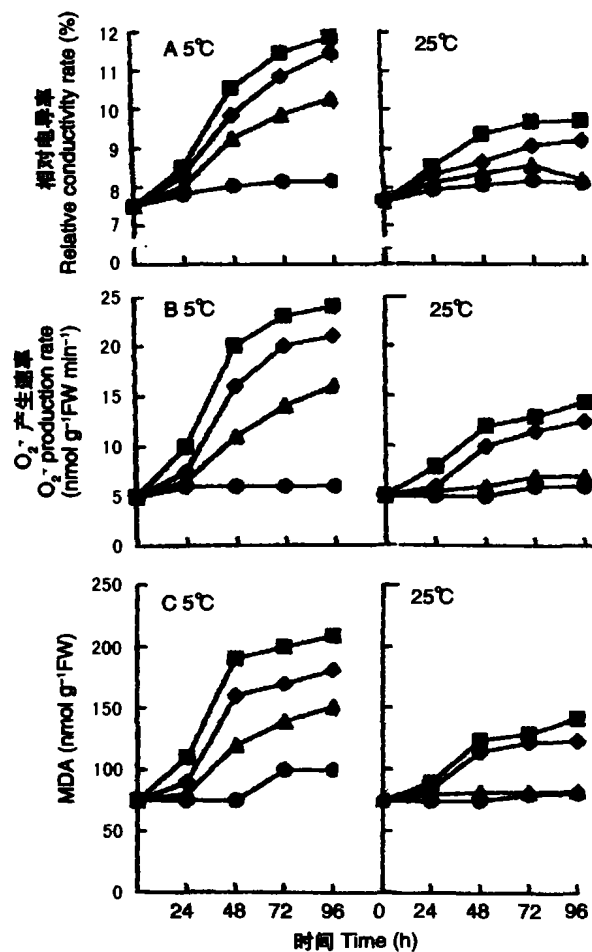 相对电导率
Relative conductivity rate (%)
12
11
10
9
8
7
0
A 5℃
25℃
O₂⁻ 产生速率
O₂⁻ production rate
(nmol g⁻¹FW min⁻¹)
25
20
15
10
5
0
B 5℃
25℃
MDA (nmol g⁻¹FW)
250
200
150
100
50
0
C 5℃
25℃
24 48 72 96 0 24 48 72 96
时间 Time (h)